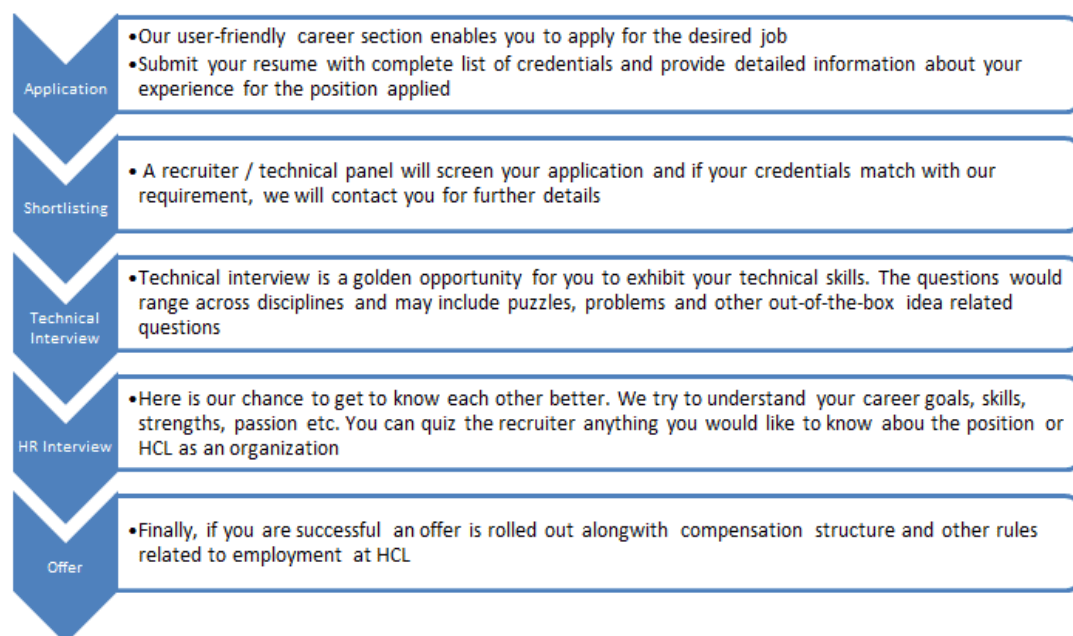 Application
•Our user-friendly career section enables you to apply for the desired job
•Submit your resume with complete list of credentials and provide detailed information about your
experience for the position applied
Shortlisting
• A recruiter / technical panel will screen your application and if your credentials match with our
requirement, we will contact you for further details
Technical
Interview
•Technical interview is a golden opportunity for you to exhibit your technical skills. The questions would
range across disciplines and may include puzzles, problems and other out-of-the-box idea related
questions
HR Interview
•Here is our chance to get to know each other better. We try to understand your career goals, skills,
strengths, passion etc. You can quiz the recruiter anything you would like to know abou the position or
HCL as an organization
Offer
•Finally, if you are successful an offer is rolled out alongwith compensation structure and other rules
related to employment at HCL